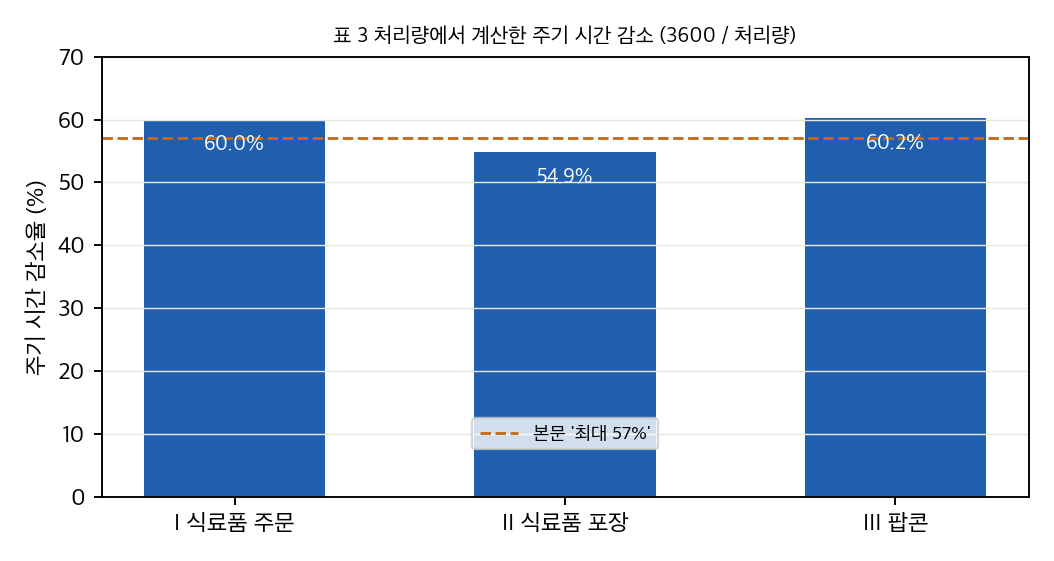 표 3 처리량에서 계산한 주기 시간 감소 (3600 / 처리량)
주기 시간 감소율 (%)
70
60
50
40
30
20
10
0
60.0%
54.9%
60.2%
본문 '최대 57%'
I 식료품 주문
II 식료품 포장
III 팝콘